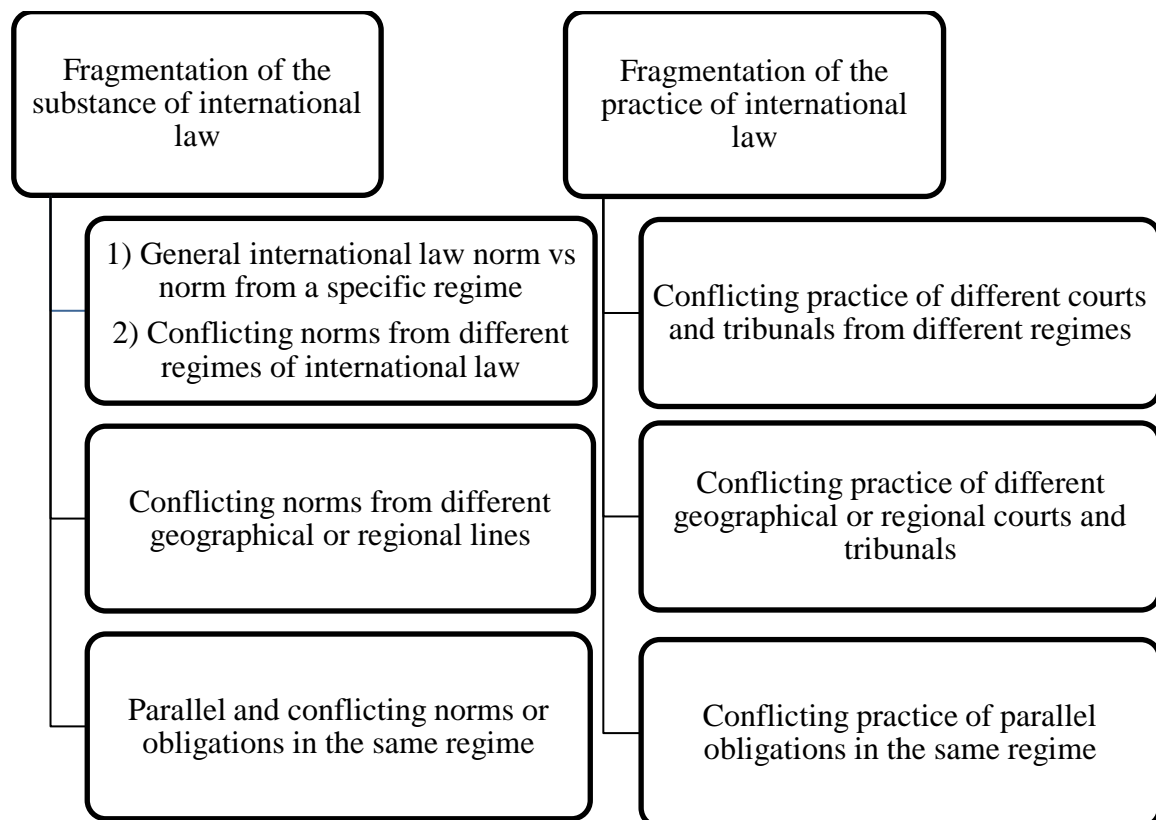 Fragmentation of the
substance of international
law
1) General international law norm vs
norm from a specific regime
2) Conflicting norms from different
regimes of international law
Conflicting norms from different
geographical or regional lines
Parallel and conflicting norms or
obligations in the same regime
Fragmentation of the
practice of international
law
Conflicting practice of different courts
and tribunals from different regimes
Conflicting practice of different
geographical or regional courts and
tribunals
Conflicting practice of parallel
obligations in the same regime